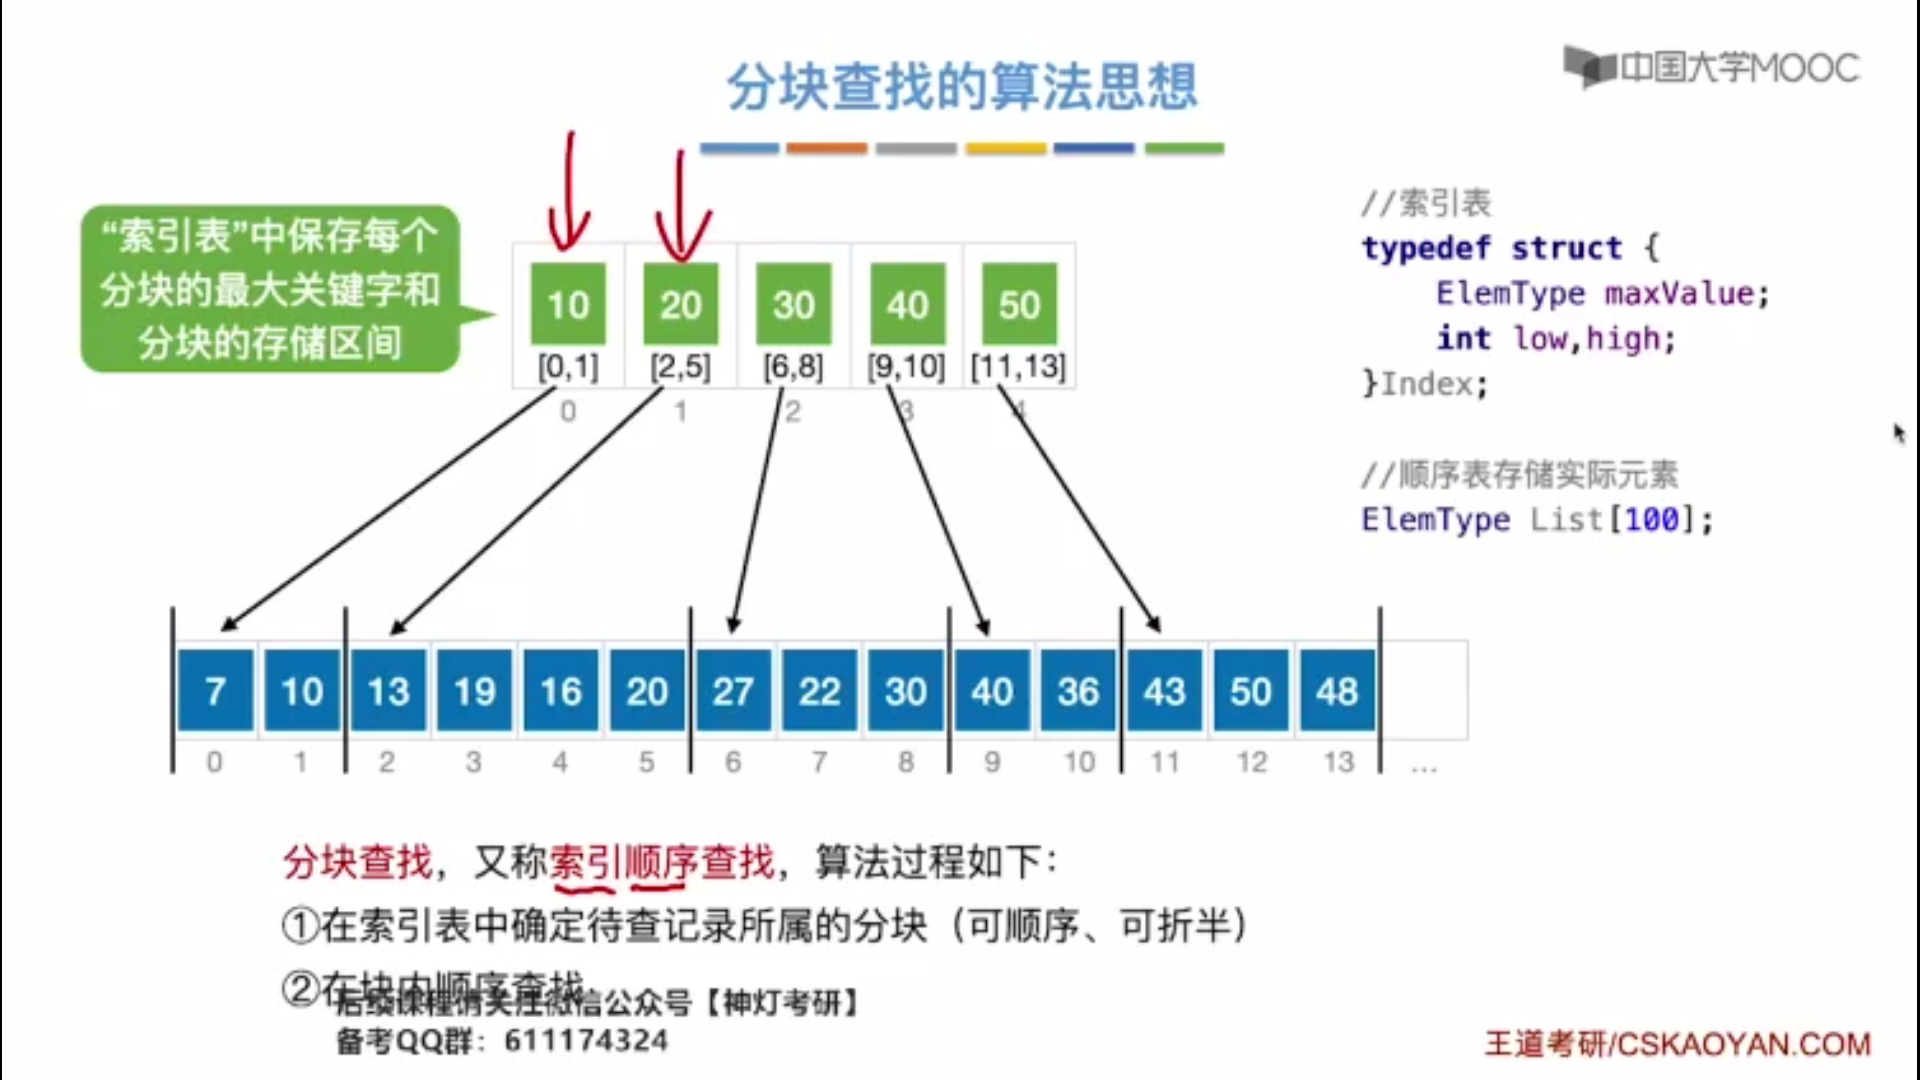 分块查找的算法思想
中国大学MOOC
“索引表”中保存每个
分块的最大关键字和
分块的存储区间
10 20 30 40 50
[0,1] [2,5] [6,8] [9,10] [11,13]
0 1 2 3 4
//索引表
typedef struct {
ElemType maxValue;
int low,high;
}Index;
//顺序表存储实际元素
ElemType List[100];
7 10 13 19 16 20 27 22 30 40 36 43 50 48
0 1 2 3 4 5 6 7 8 9 10 11 12 13 ...
分块查找，又称索引顺序查找，算法过程如下：
①在索引表中确定待查记录所属的分块（可顺序、可折半）
②在块内顺序查找
后续课程请关注微信公众号【神灯考研】
备考QQ群：611174324
王道考研/CSKAOYAN.COM